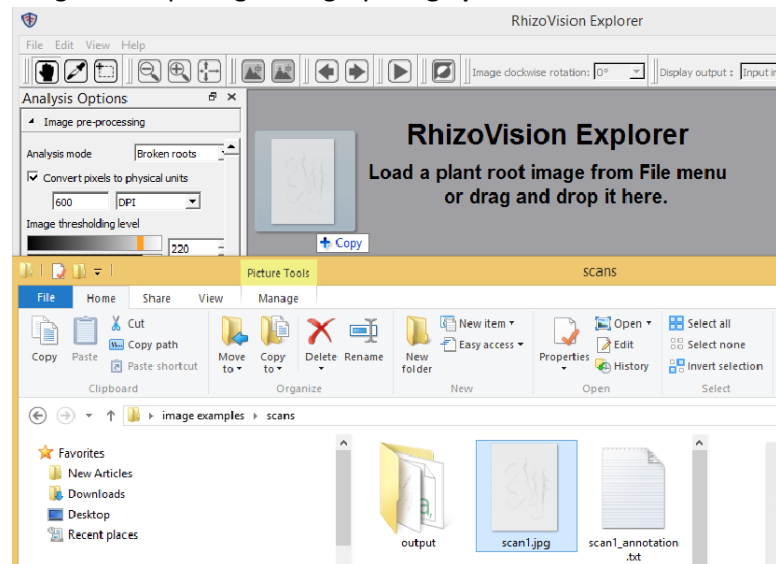 RhizoVision Explorer
File Edit View Help
Image clockwise rotation: 0° Display output : Input
Analysis Options
Image pre-processing
Analysis mode Broken roots
Convert pixels to physical units
600 DPI
Image thresholding level
220
RhizoVision Explorer
Load a plant root image from File menu
or drag and drop it here.
Copy
Picture Tools scans
File Home Share View Manage
Copy Paste Cut
Copy path
Paste shortcut
Move to Copy to Delete Rename
New folder
New item
Easy access
Properties
Open
Edit
History
Select all
Select none
Invert selection
Clipboard Organize New Open Select
image examples scans
Favorites
New Articles
Downloads
Desktop
Recent places
output scan1.jpg scan1_annotation
.txt